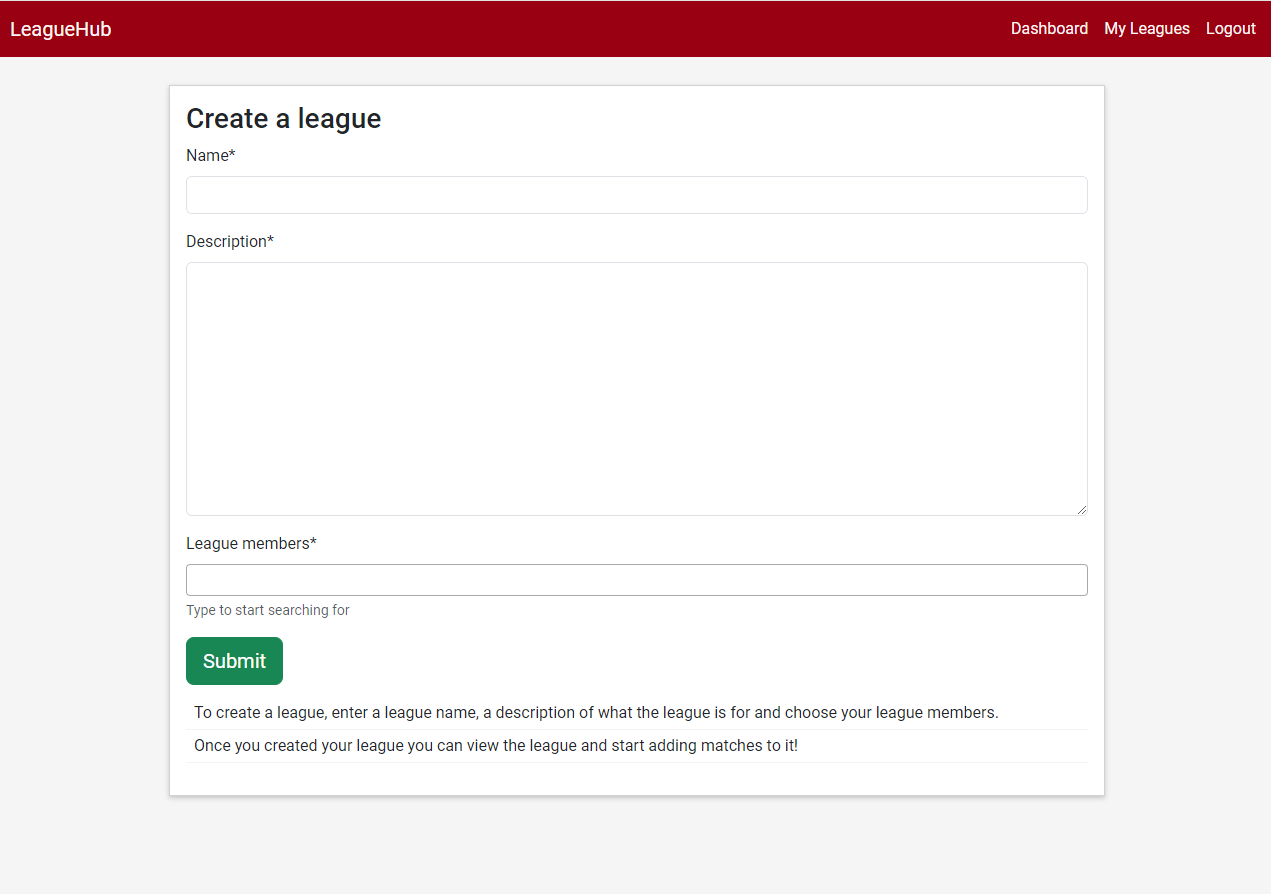 LeagueHub
Dashboard My Leagues Logout
Create a league
Name*
Description*
League members*
Type to start searching for
Submit
To create a league, enter a league name, a description of what the league is for and choose your league members.
Once you created your league you can view the league and start adding matches to it!